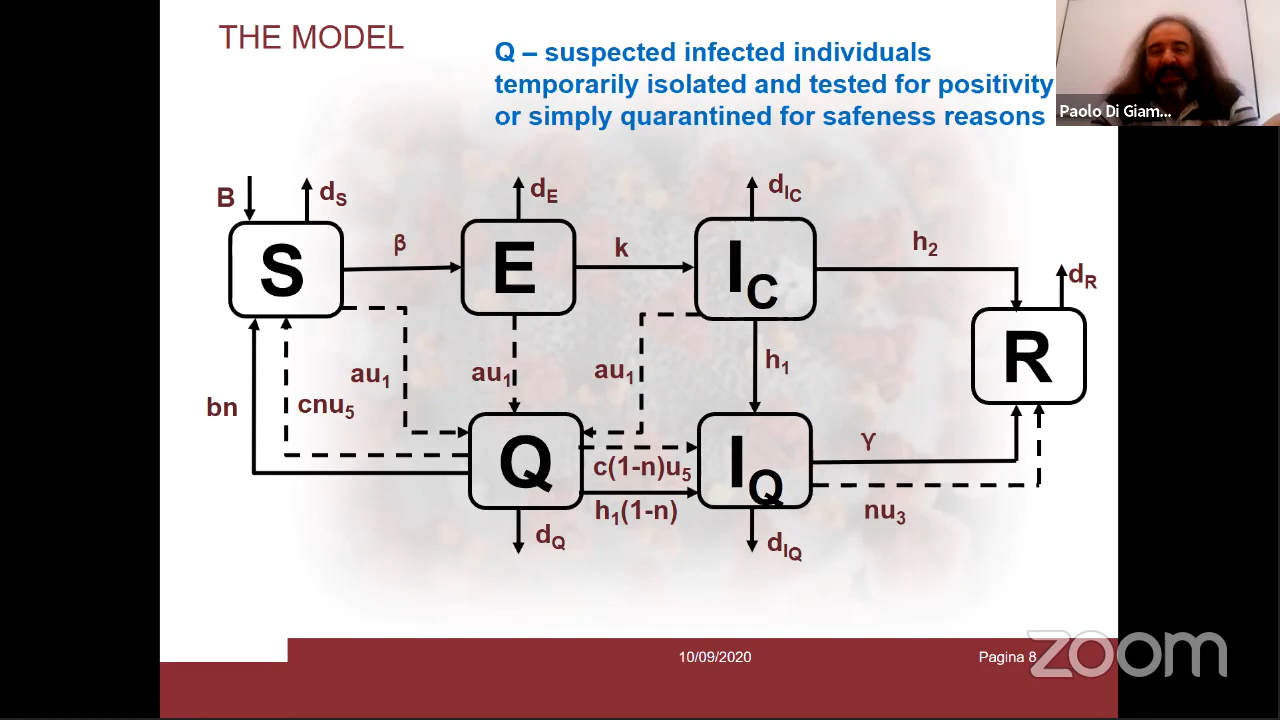 THE MODEL
Q – suspected infected individuals
temporarily isolated and tested for positivity
or simply quarantined for safeness reasons
Paolo Di Giam...
B
dS
dE
dIC
β
k
h2
dR
S
E
IC
R
au1
au1
au1
h1
bn
cnu5
Q
IQ
c(1-n)u5
h1(1-n)
γ
nu3
dQ
dIQ
10/09/2020
Pagina 8
zoom